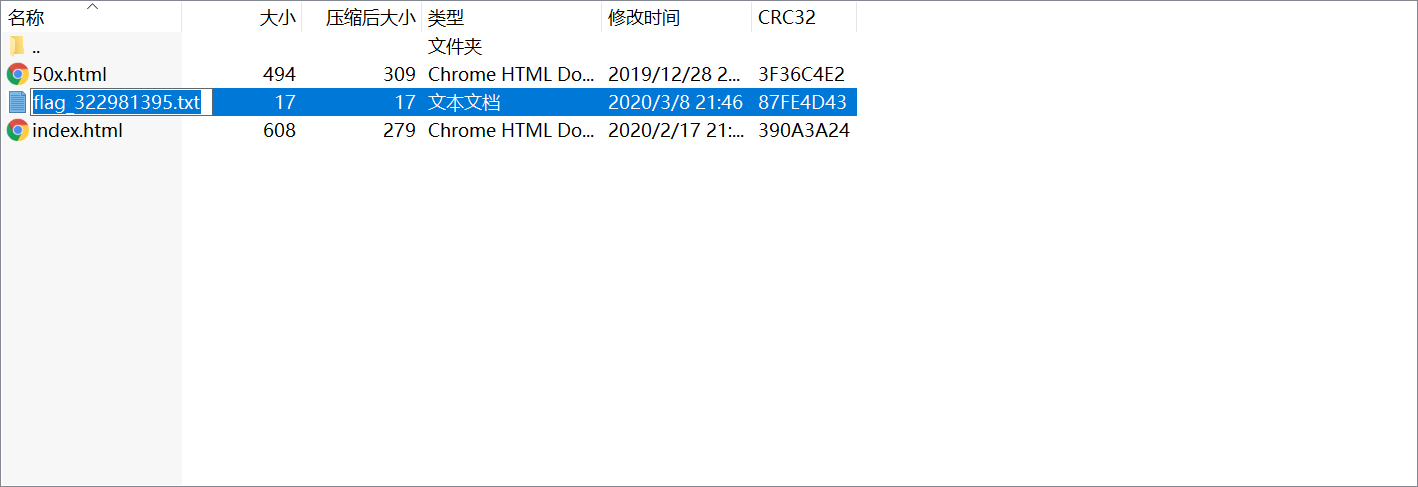 名称 大小 压缩后大小 类型 修改时间 CRC32
.. 文件夹
50x.html 494 309 Chrome HTML Do... 2019/12/28 2... 3F36C4E2
flag_322981395.txt 17 17 文本文档 2020/3/8 21:46 87FE4D43
index.html 608 279 Chrome HTML Do... 2020/2/17 21:... 390A3A24